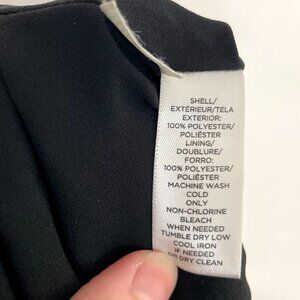 SHELL/
EXTÉRIEUR/TELA
EXTERIOR:
100% POLYESTER/
POLIÉSTER
LINING/
DOUBLURE/
FORRO:
100% POLYESTER/
POLIÉSTER
MACHINE WASH
COLD
ONLY
NON-CHLORINE
BLEACH
WHEN NEEDED
TUMBLE DRY LOW
COOL IRON
IF NEEDED
OR DRY CLEAN